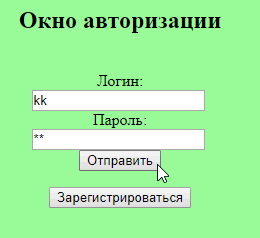 Окно авторизации
Логин:
kk
Пароль:
**
Отправить
Зарегистрироваться